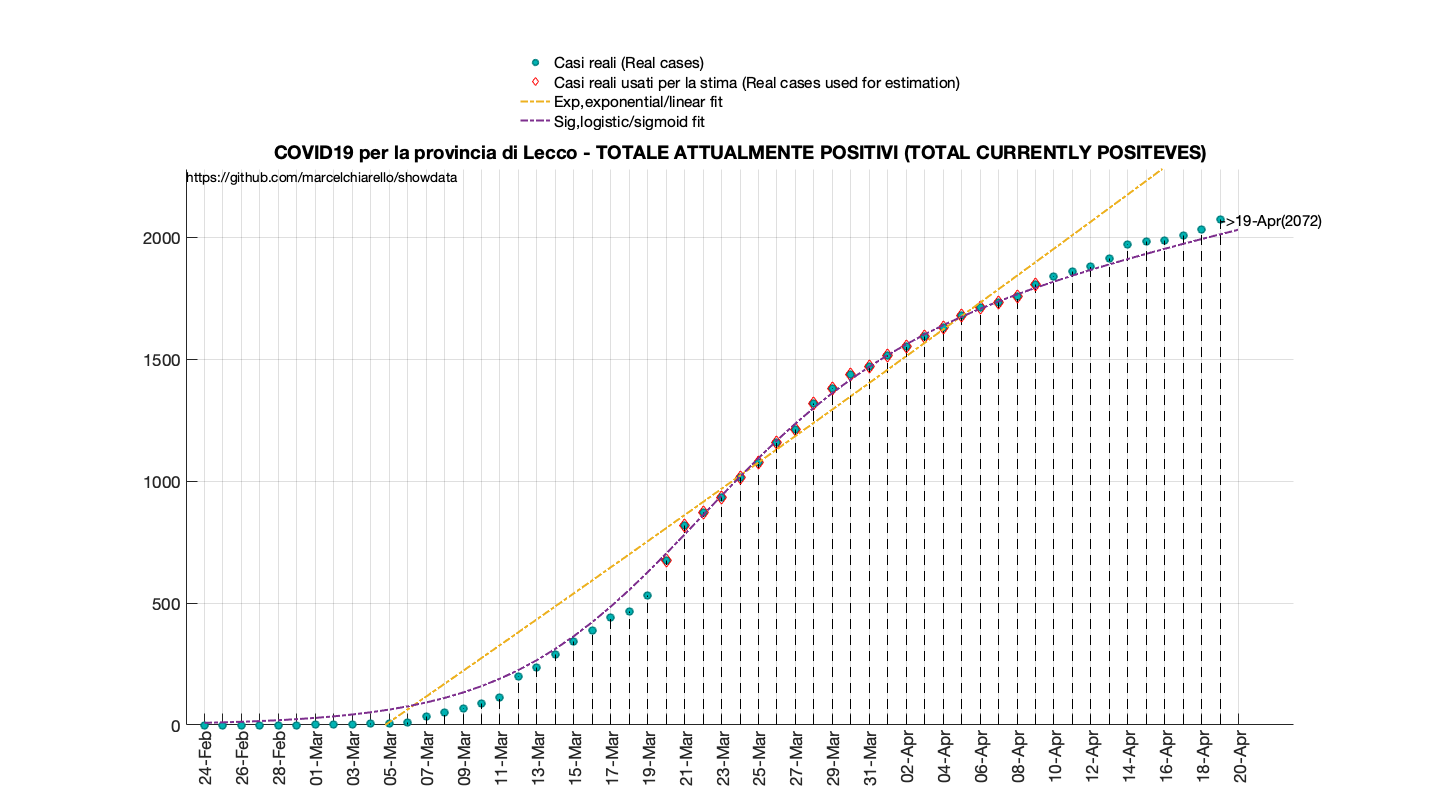 Casi reali (Real cases)
Casi reali usati per la stima (Real cases used for estimation)
Exp,exponential/linear fit
Sig,logistic/sigmoid fit
COVID19 per la provincia di Lecco - TOTALE ATTUALMENTE POSITIVI (TOTAL CURRENTLY POSITEVES)
https://github.com/marcelchiarello/showdata
->19-Apr(2072)
2000
1500
1000
500
0
24-Feb
26-Feb
28-Feb
01-Mar
03-Mar
05-Mar
07-Mar
09-Mar
11-Mar
13-Mar
15-Mar
17-Mar
19-Mar
21-Mar
23-Mar
25-Mar
27-Mar
29-Mar
31-Mar
02-Apr
04-Apr
06-Apr
08-Apr
10-Apr
12-Apr
14-Apr
16-Apr
18-Apr
20-Apr